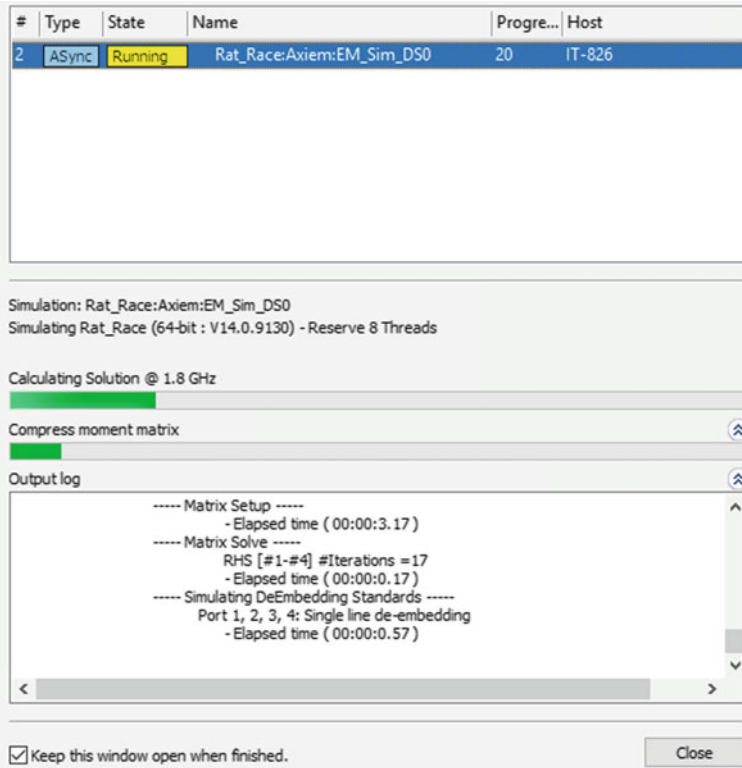 # Type State Name Progre... Host
2 ASync Running Rat_Race:Axiem:EM_Sim_DS0 20 IT-826
Simulation: Rat_Race:Axiem:EM_Sim_DS0
Simulating Rat_Race (64-bit : V14.0.9130) - Reserve 8 Threads
Calculating Solution @ 1.8 GHz
Compress moment matrix
Output log
----- Matrix Setup -----
- Elapsed time ( 00:00:3.17 )
----- Matrix Solve -----
RHS [#1-#4] #Iterations =17
- Elapsed time ( 00:00:0.17 )
----- Simulating DeEmbedding Standards -----
Port 1, 2, 3, 4: Single line de-embedding
- Elapsed time ( 00:00:0.57 )
Keep this window open when finished.
Close